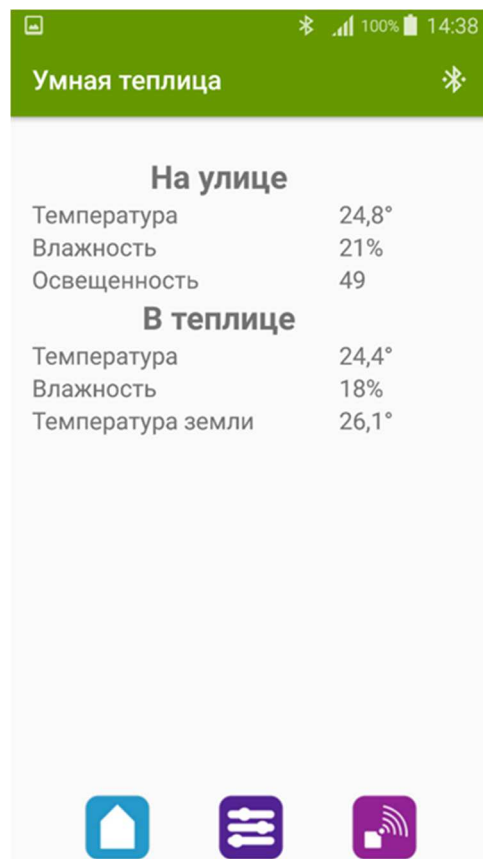 100% 14:38
Умная теплица
На улице
Температура 24,8°
Влажность 21%
Освещенность 49
В теплице
Температура 24,4°
Влажность 18%
Температура земли 26,1°